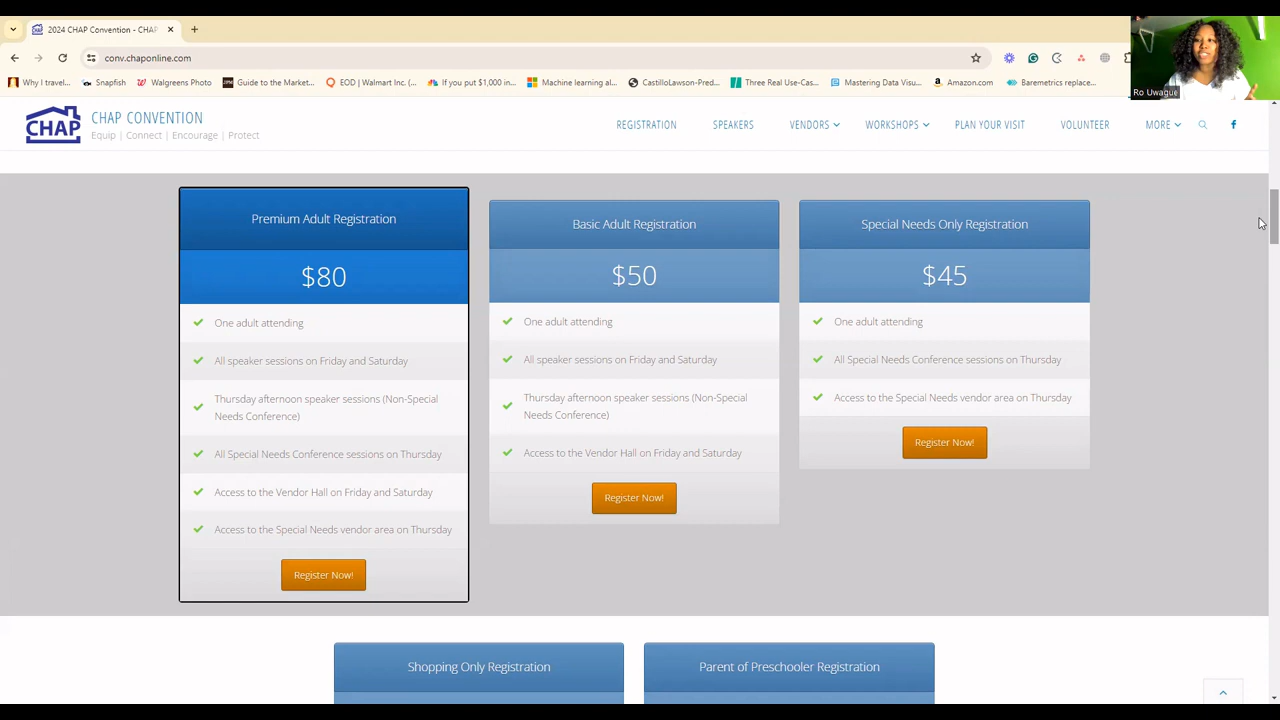 2024 CHAP Convention - CHAP
conv.chaponline.com
Why I travel...
Snapfish
Walgreens Photo
Guide to the Market...
EOD | Walmart Inc. (...
If you put $1,000 in...
Machine learning al...
CastilloLawson-Pred...
Three Real Use-Cas...
Mastering Data Visu...
Amazon.com
Baremetrics replace...
Ro Uwague
CHAP
CHAP CONVENTION
Equip | Connect | Encourage | Protect
REGISTRATION
SPEAKERS
VENDORS
WORKSHOPS
PLAN YOUR VISIT
VOLUNTEER
MORE
Premium Adult Registration
$80
One adult attending
All speaker sessions on Friday and Saturday
Thursday afternoon speaker sessions (Non-Special
Needs Conference)
All Special Needs Conference sessions on Thursday
Access to the Vendor Hall on Friday and Saturday
Access to the Special Needs vendor area on Thursday
Register Now!
Basic Adult Registration
$50
One adult attending
All speaker sessions on Friday and Saturday
Thursday afternoon speaker sessions (Non-Special
Needs Conference)
Access to the Vendor Hall on Friday and Saturday
Register Now!
Special Needs Only Registration
$45
One adult attending
All Special Needs Conference sessions on Thursday
Access to the Special Needs vendor area on Thursday
Register Now!
Shopping Only Registration
Parent of Preschooler Registration